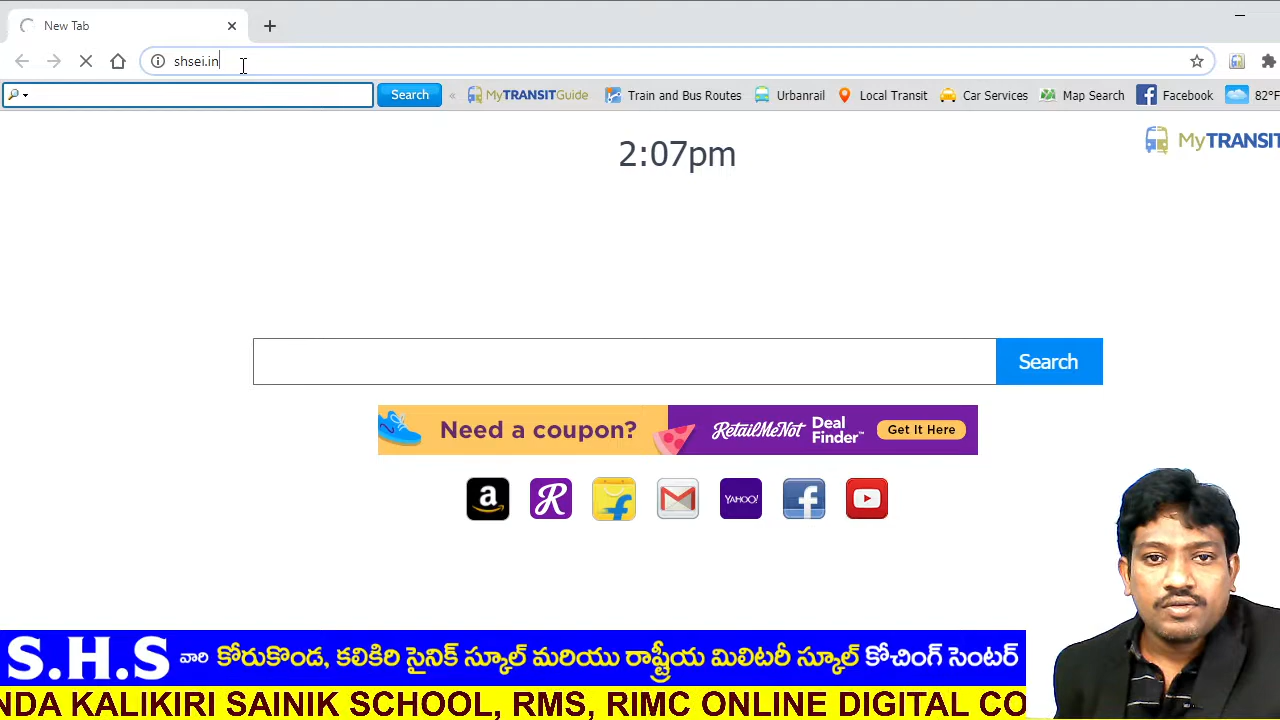 New Tab
shsei.in
Search « MyTRANSITGuide Train and Bus Routes Urbanrail Local Transit Car Services Map Search Facebook 82°F
2:07pm
MyTRANSIT
Search
Need a coupon? RetailMeNot Deal Finder™ Get It Here
YAHOO!
S.H.S వారి కోరుకొండ, కలికిరి సైనిక్ స్కూల్ మరియు రాష్ట్రీయ మిలిటరీ స్కూల్ కోచింగ్ సెంటర్
NDA KALIKIRI SAINIK SCHOOL, RMS, RIMC ONLINE DIGITAL CO